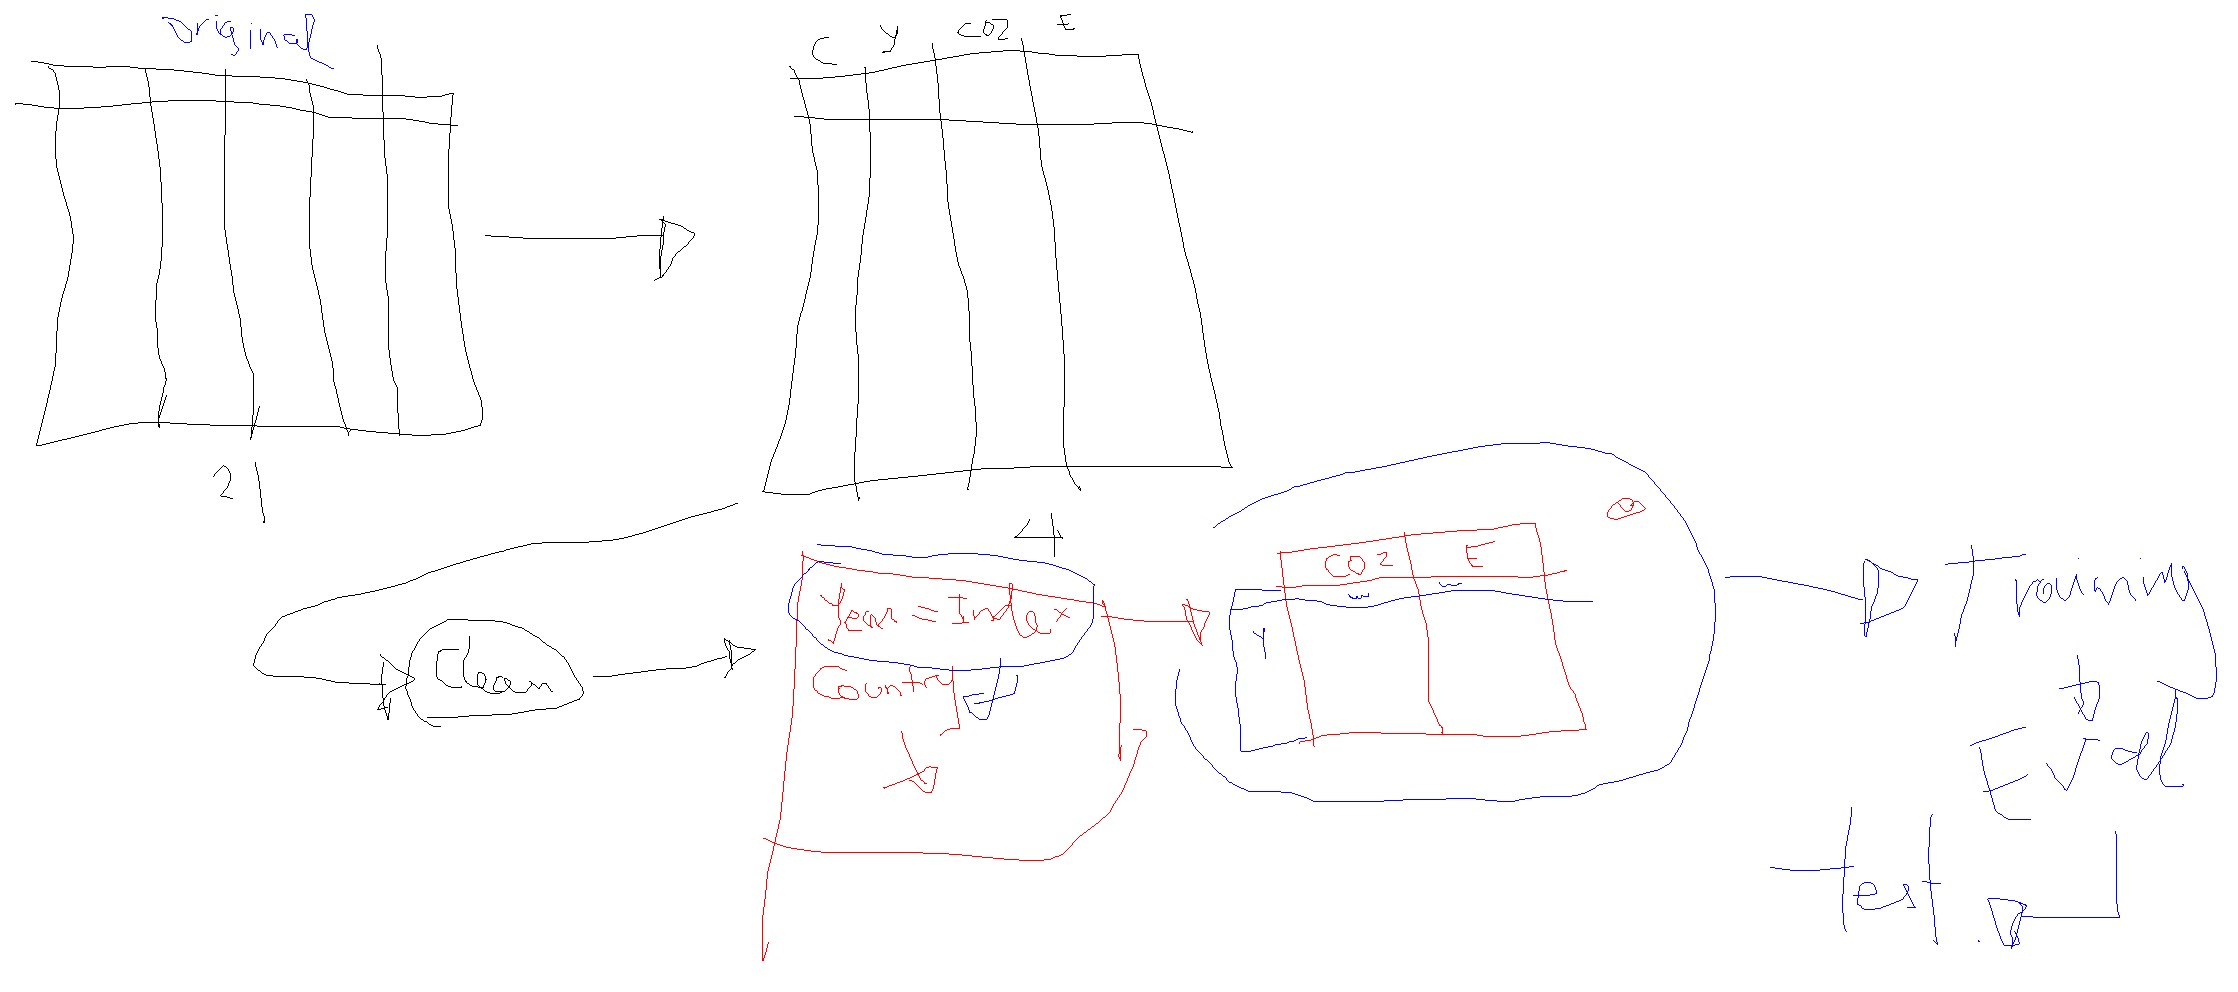 Original
C Y CO2 E
21
4
Clean
Year = Index
Country
CO2 E
Y
Training
Eval
test